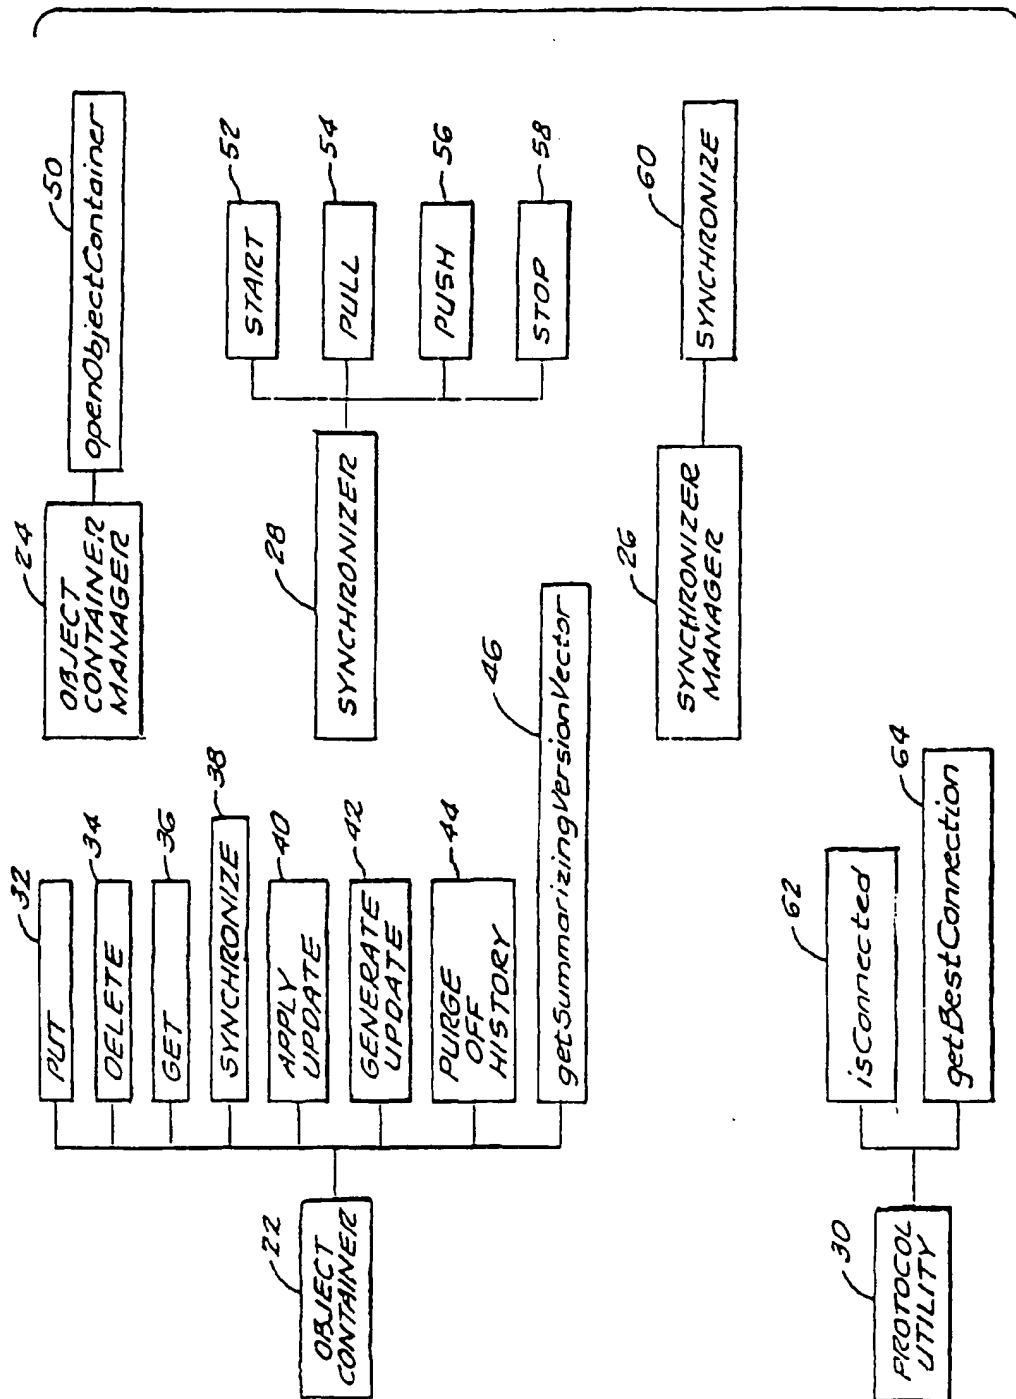 22
OBJECT
CONTAINER
32
PUT
34
DELETE
36
GET
38
SYNCHRONIZE
40
APPLY
UPDATE
42
GENERATE
UPDATE
44
PURGE
OFF
HISTORY
46
getSummarizingVersionVector
24
OBJECT
CONTAINER
MANAGER
50
openObjectContainer
28
SYNCHRONIZER
52
START
54
PULL
56
PUSH
58
STOP
26
SYNCHRONIZER
MANAGER
60
SYNCHRONIZE
30
PROTOCOL
UTILITY
62
isConnected
64
getBestConnection